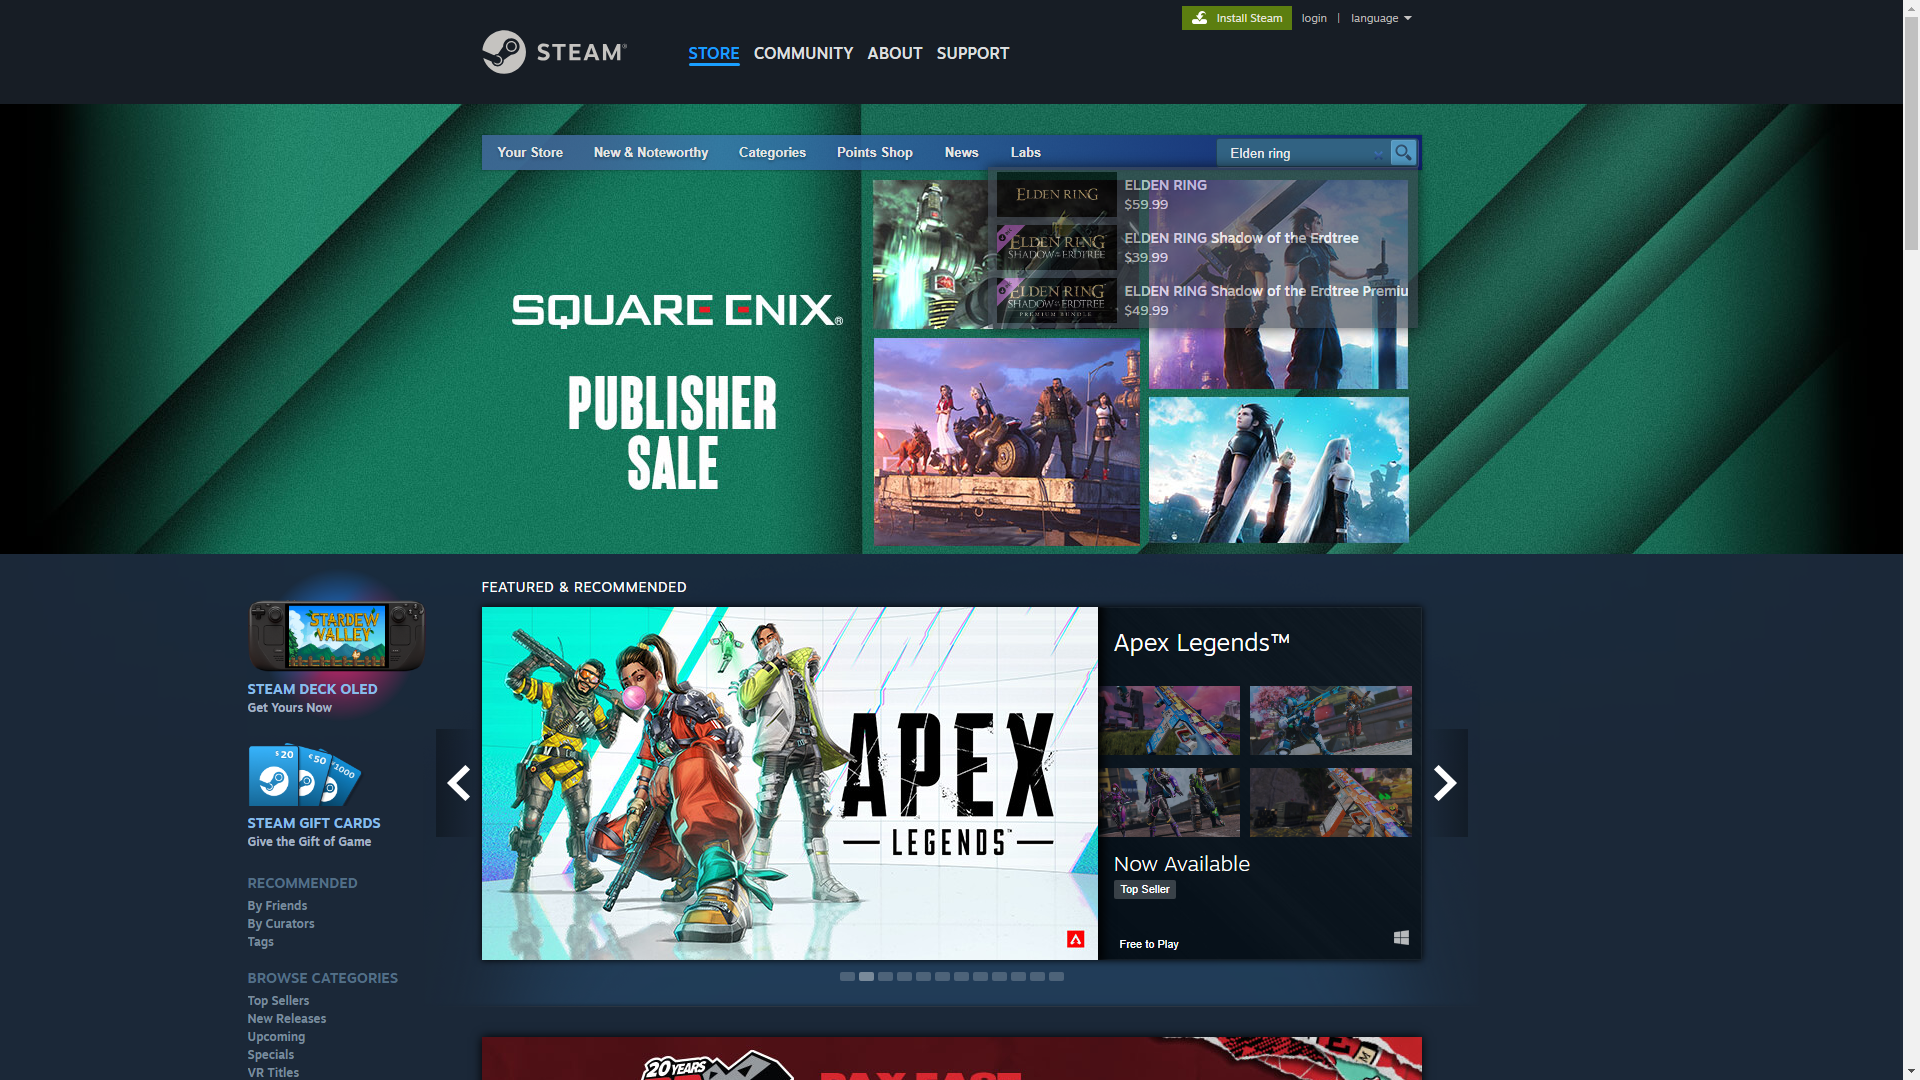 Install Steam
login | language
STEAM
STORE COMMUNITY ABOUT SUPPORT
Your Store New & Noteworthy Categories Points Shop News Labs
Elden ring
ELDEN RING
ELDEN RING
$59.99
ELDEN RING
SHADOW OF THE ERDTREE
ELDEN RING Shadow of the Erdtree
$39.99
ELDEN RING
SHADOW OF THE ERDTREE
PREMIUM BUNDLE
ELDEN RING Shadow of the Erdtree Premiu
$49.99
SQUARE ENIX®
PUBLISHER
SALE
FEATURED & RECOMMENDED
STARDEW
VALLEY
STEAM DECK OLED
Get Yours Now
$20
€50
1000
STEAM GIFT CARDS
Give the Gift of Game
RECOMMENDED
By Friends
By Curators
Tags
BROWSE CATEGORIES
Top Sellers
New Releases
Upcoming
Specials
VR Titles
APEX
LEGENDS™
Apex Legends™
Now Available
Top Seller
Free to Play
20 YEARS
PAX EAST